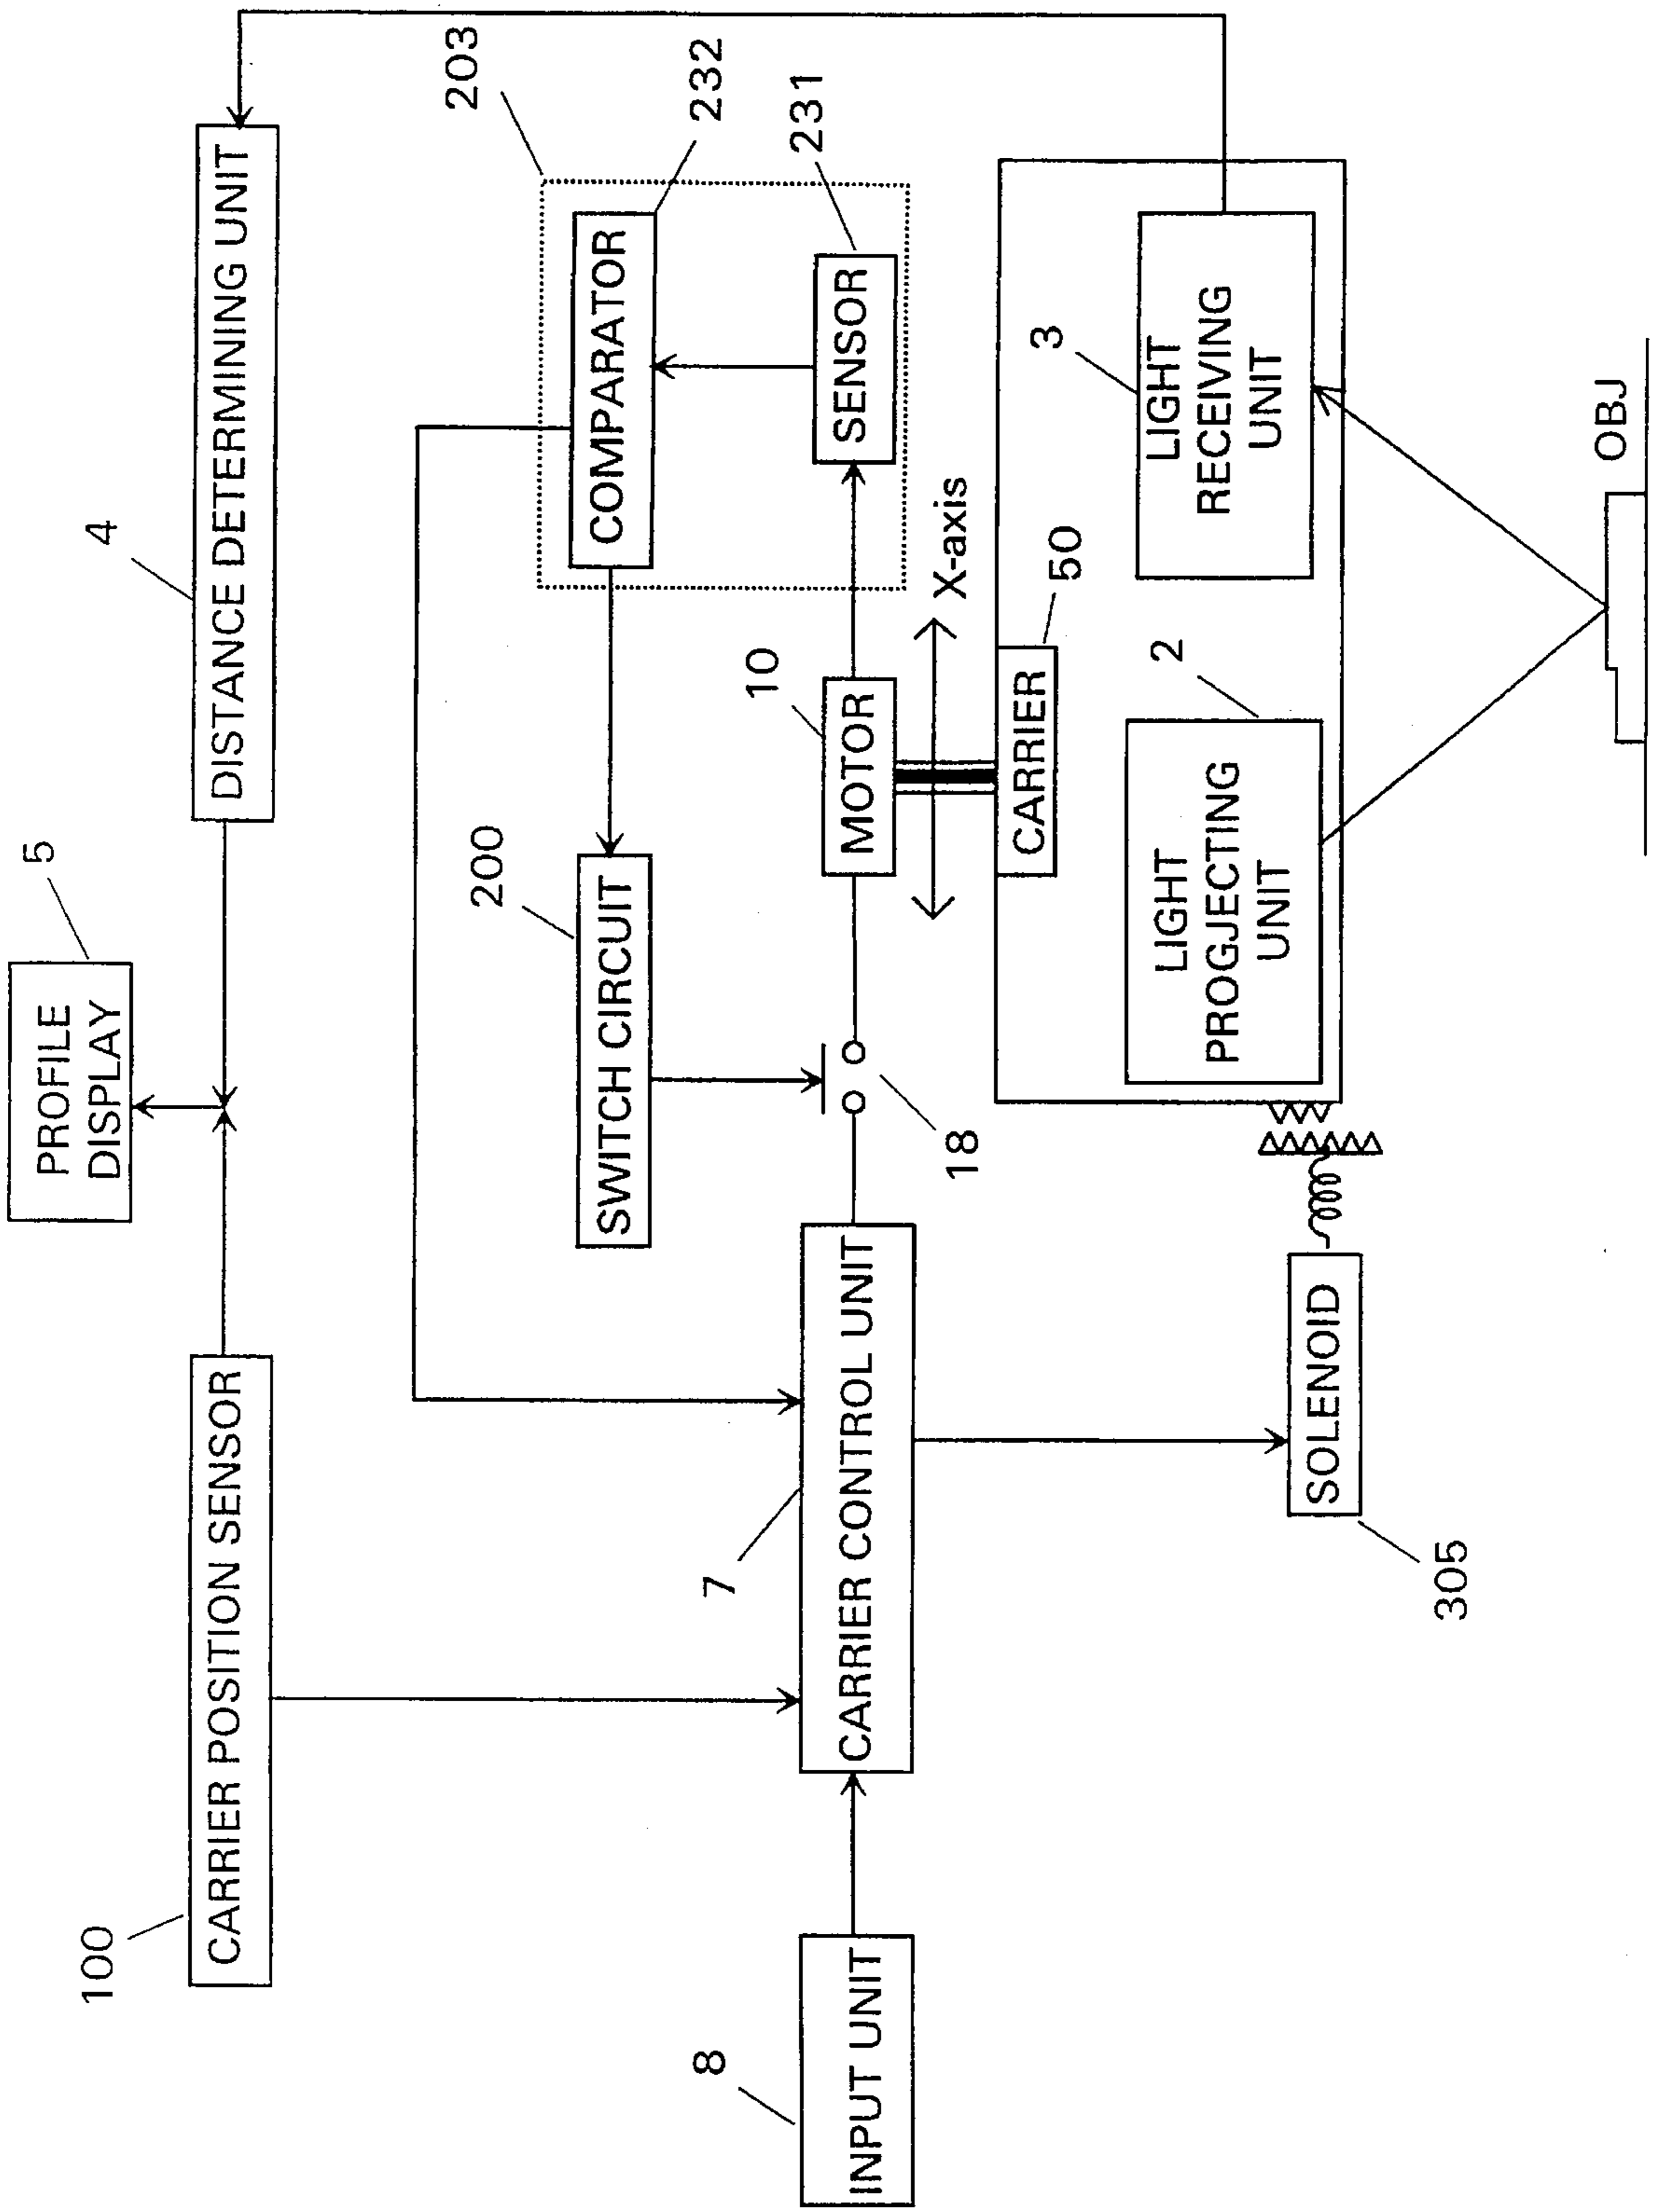 100
CARRIER POSITION SENSOR
PROFILE
DISPLAY
5
4
DISTANCE DETERMINING UNIT
203
232
COMPARATOR
231
SENSOR
200
SWITCH CIRCUIT
10
MOTOR
18
X-axis
8
INPUT UNIT
7
CARRIER CONTROL UNIT
CARRIER
50
3
LIGHT
RECEIVING
UNIT
2
LIGHT
PROGJECTING
UNIT
SOLENOID
305
OBJ